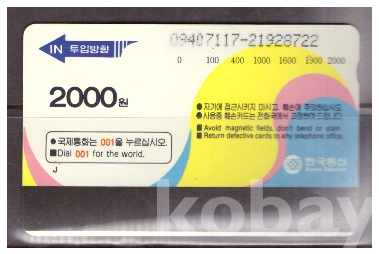 IN 투입방향
09407117-21928722
0 100 400 1000 1600 1900 2000
2000원
● 자기에 접근시키지 마시고, 훼손에 주의하십시오.
● 사용중 훼손카드는 전화국에서 교환하여 드립니다.
■ Avoid magnetic fields, don't bend or stain.
■ Return defective cards to any telephone office.
● 국제통화는 001을 누르십시오.
■ Dial 001 for the world.
J
한국통신
Korea Telecom
kobay